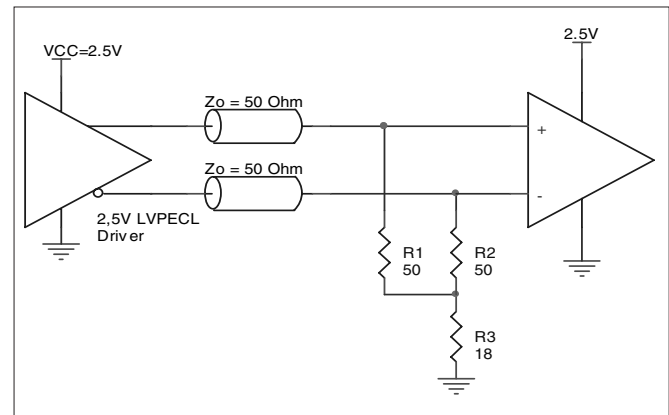 VCC=2.5V
2.5V
Zo = 50 Ohm
+
Zo = 50 Ohm
-
2,5V LVPECL
Driver
R1
50
R2
50
R3
18